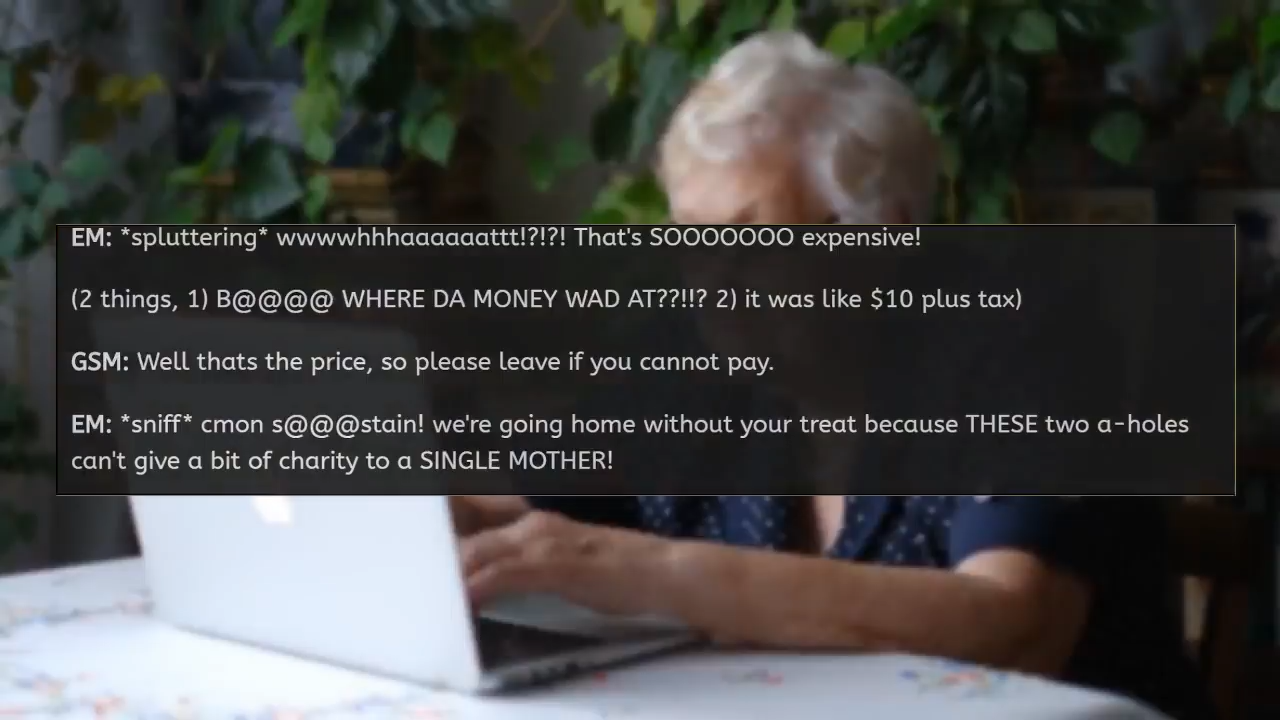 EM: *spluttering* wwwwhhhaaaaaattt!?!?! That's SOOOOOOO expensive!
(2 things, 1) B@@@@ WHERE DA MONEY WAD AT??!!? 2) it was like $10 plus tax)
GSM: Well thats the price, so please leave if you cannot pay.
EM: *sniff* cmon s@@@stain! we're going home without your treat because THESE two a-holes
can't give a bit of charity to a SINGLE MOTHER!